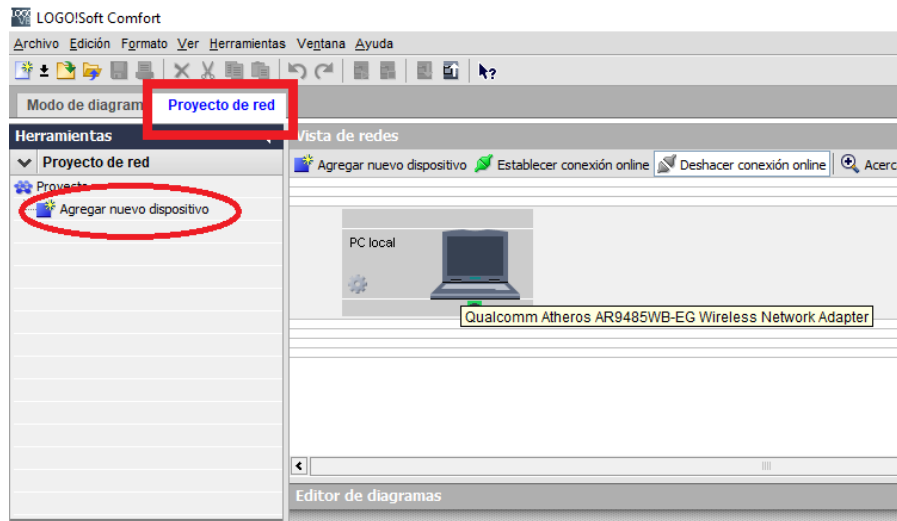 LOGO!Soft Comfort
Archivo Edición Formato Ver Herramientas Ventana Ayuda
Modo de diagram Proyecto de red
Herramientas
Vista de redes
Proyecto de red
Agregar nuevo dispositivo Establecer conexión online Deshacer conexión online Acerc
Proyecto
Agregar nuevo dispositivo
PC local
Qualcomm Atheros AR9485WB-EG Wireless Network Adapter
Editor de diagramas